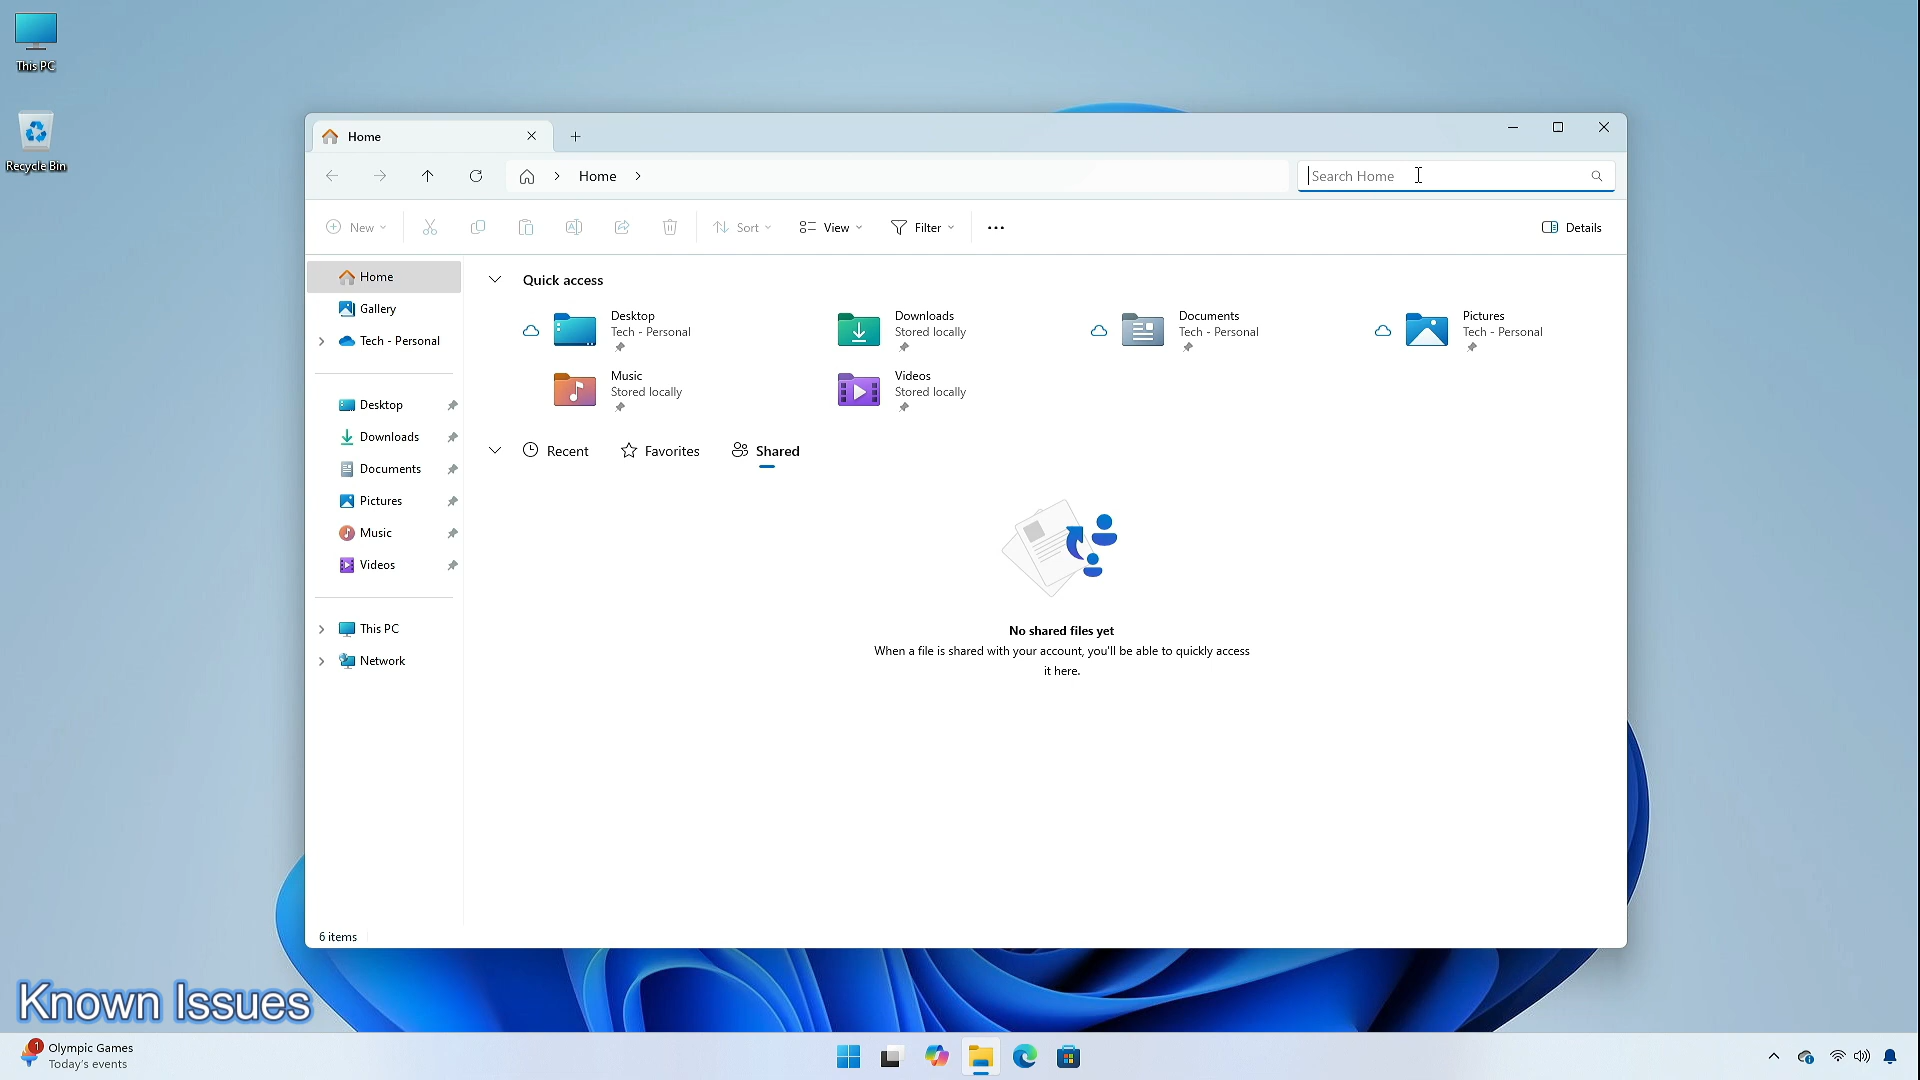 This PC
Recycle Bin
Home
Home
Search Home
New
Sort
View
Filter
Details
Home
Gallery
Tech - Personal
Desktop
Downloads
Documents
Pictures
Music
Videos
This PC
Network
Quick access
Desktop
Tech - Personal
Downloads
Stored locally
Documents
Tech - Personal
Pictures
Tech - Personal
Music
Stored locally
Videos
Stored locally
Recent
Favorites
Shared
No shared files yet
When a file is shared with your account, you'll be able to quickly access
it here.
6 items
Known Issues
1
Olympic Games
Today's events